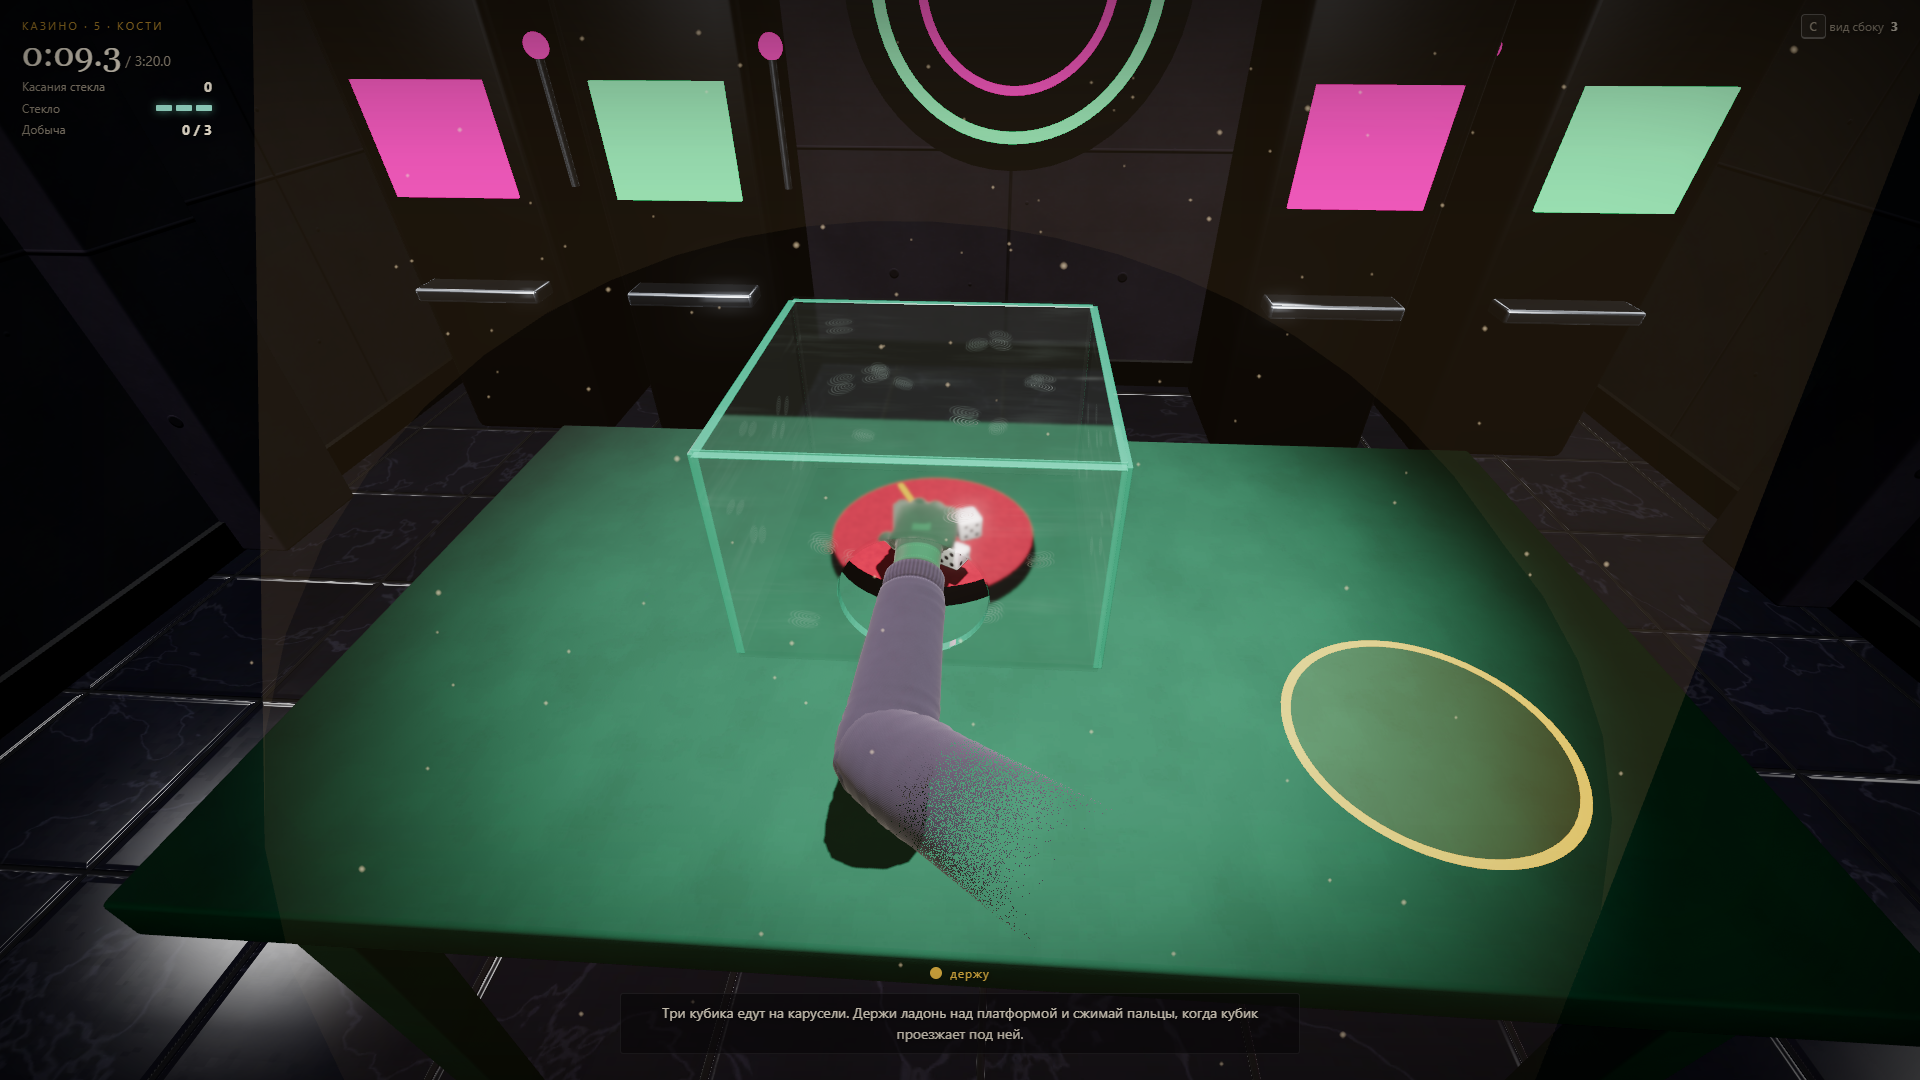 КАЗИНО · 5 · КОСТИ
0:09.3 / 3:20.0
Касания стекла 0
Стекло
Добыча 0 / 3
C вид сбоку 3
держу
Три кубика едут на карусели. Держи ладонь над платформой и сжимай пальцы, когда кубик
проезжает под ней.